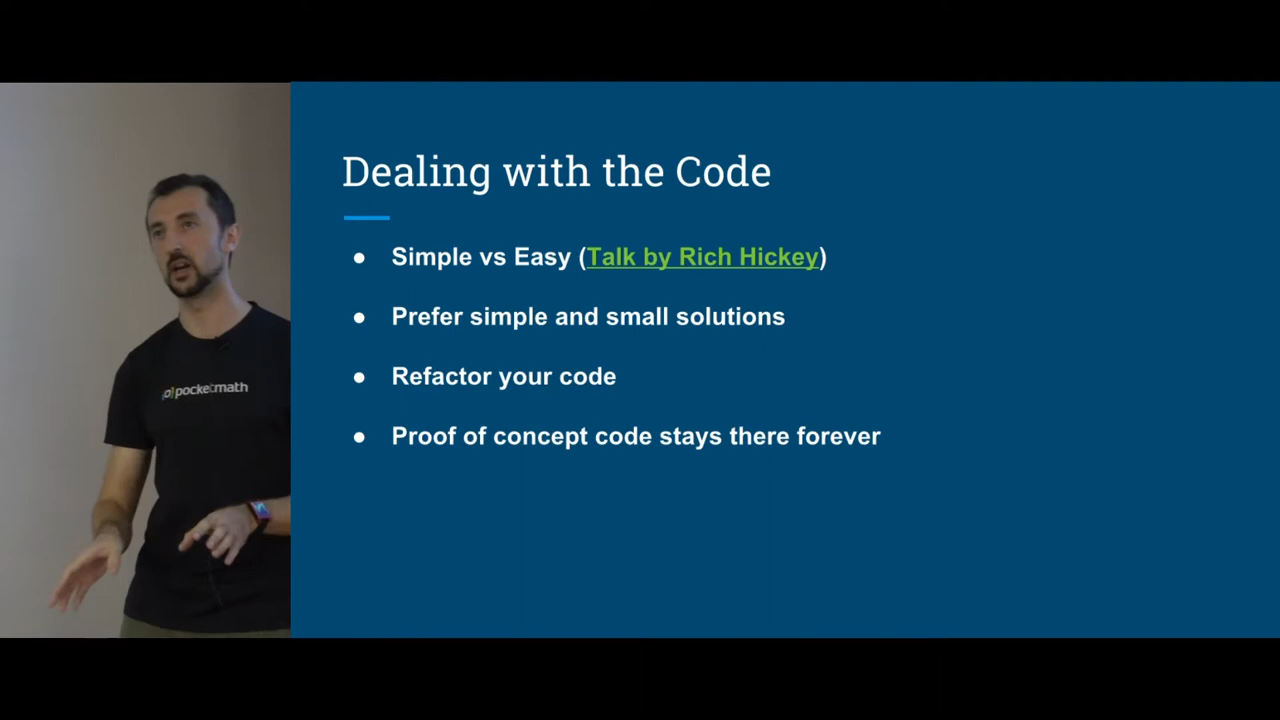 Dealing with the Code
● Simple vs Easy (Talk by Rich Hickey)
● Prefer simple and small solutions
● Refactor your code
● Proof of concept code stays there forever
pocketmath